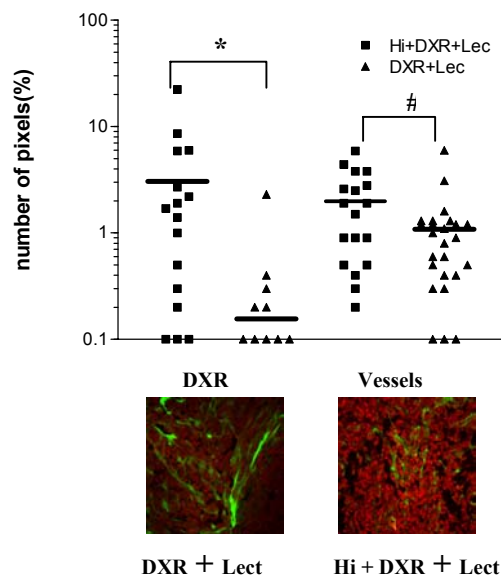 100
10
1
0.1
number of pixels(%)
*
#
■ Hi+DXR+Lec
▲ DXR+Lec
DXR Vessels
DXR + Lect Hi + DXR + Lect